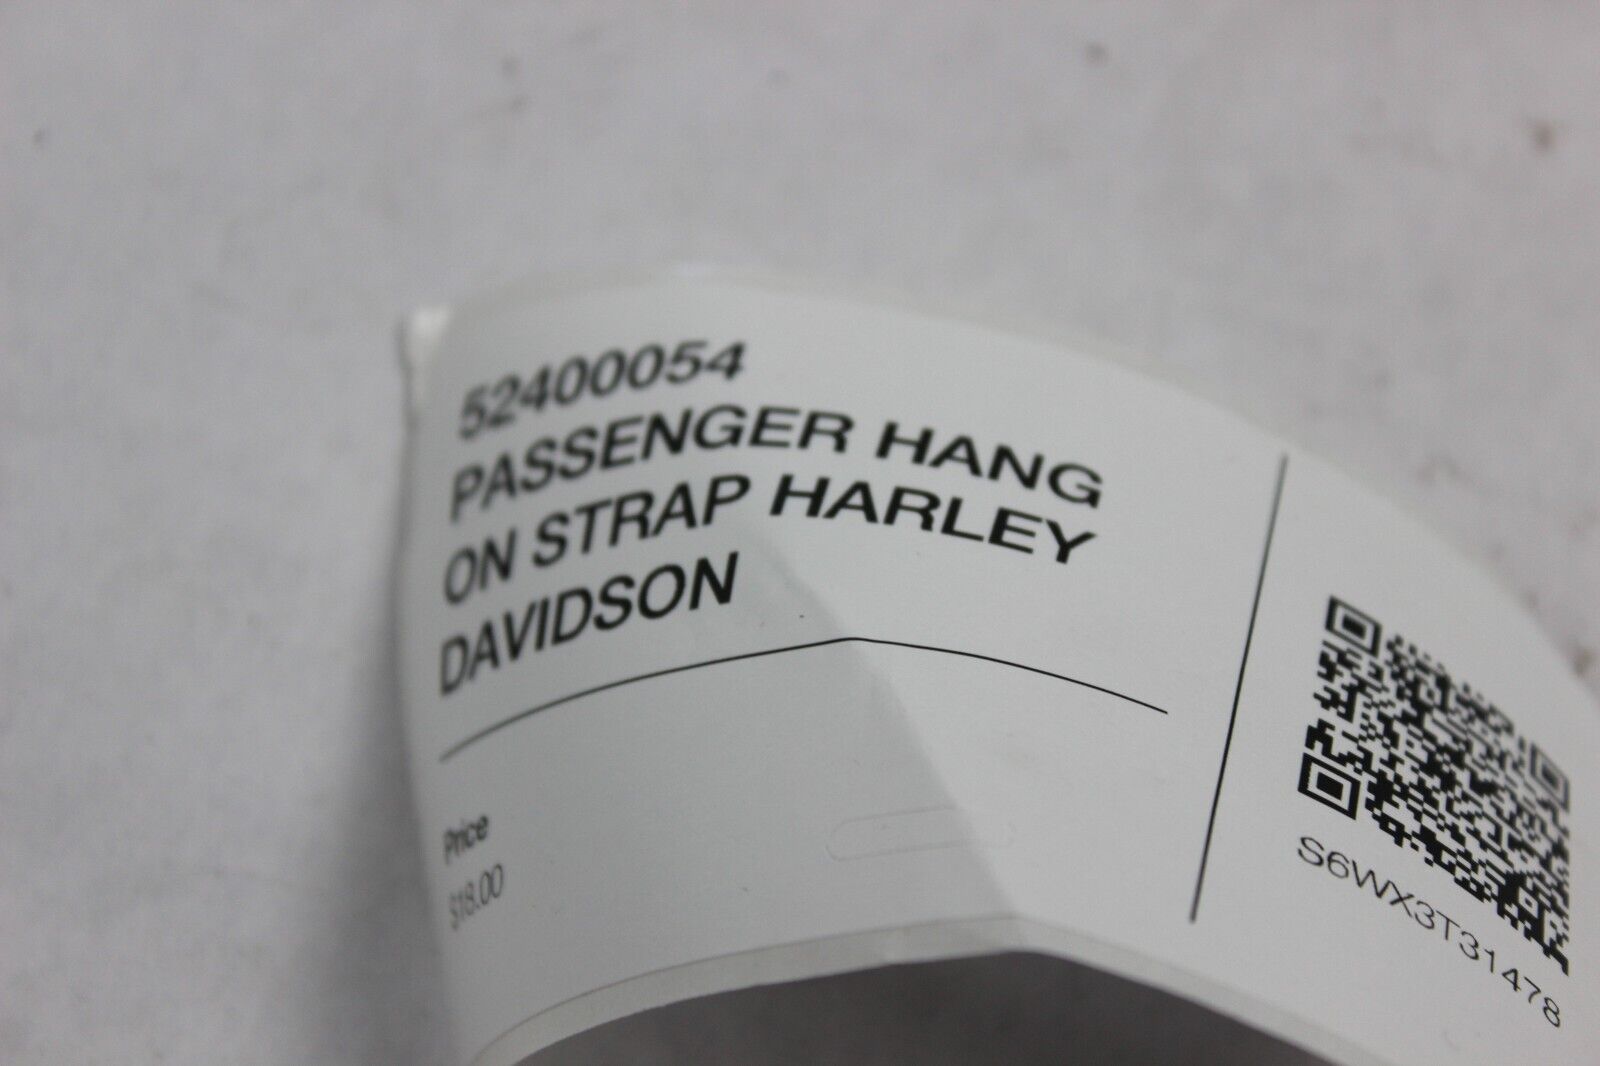 52400054
PASSENGER HANG
ON STRAP HARLEY
DAVIDSON
Price
$18.00
S6WX3T31478